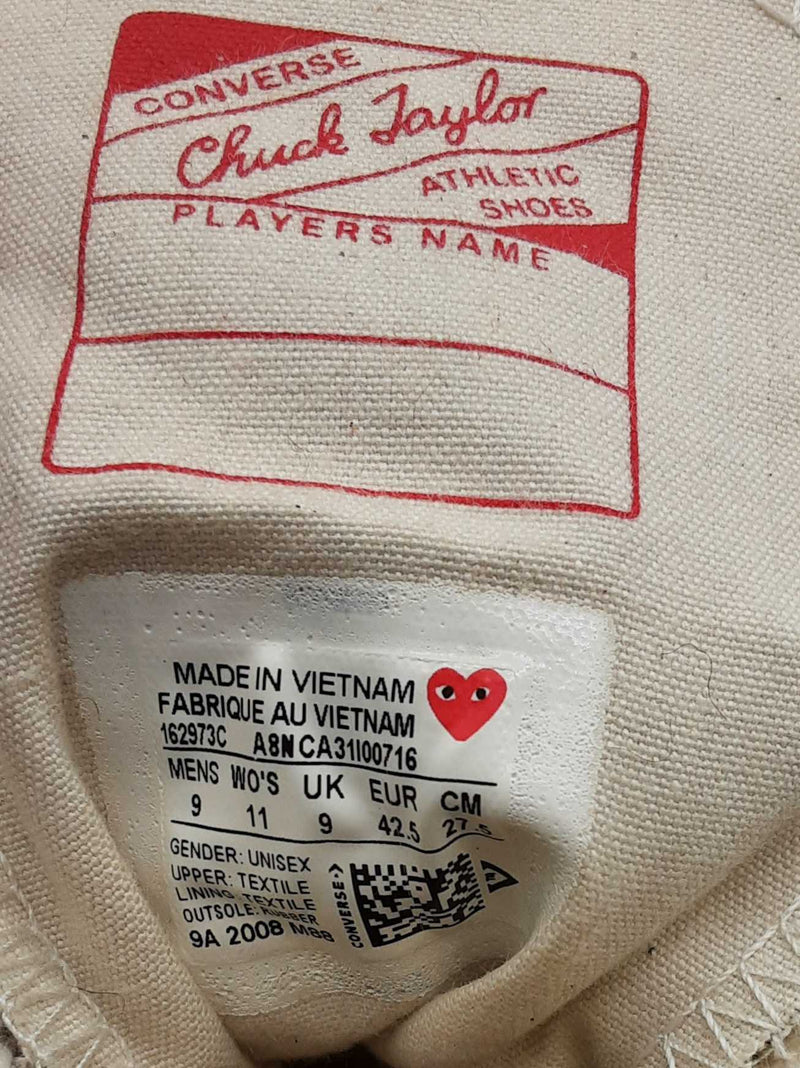 CONVERSE
Chuck Taylor
ATHLETIC
SHOES
PLAYERS NAME
MADE IN VIETNAM
FABRIQUE AU VIETNAM
162973C A8N CA31I00716
MENS WO'S UK EUR CM
9 11 9 42.5 27.5
GENDER: UNISEX
UPPER: TEXTILE
LINING: TEXTILE
OUTSOLE: RUBBER
9A 2008 M88
CONVERSE->